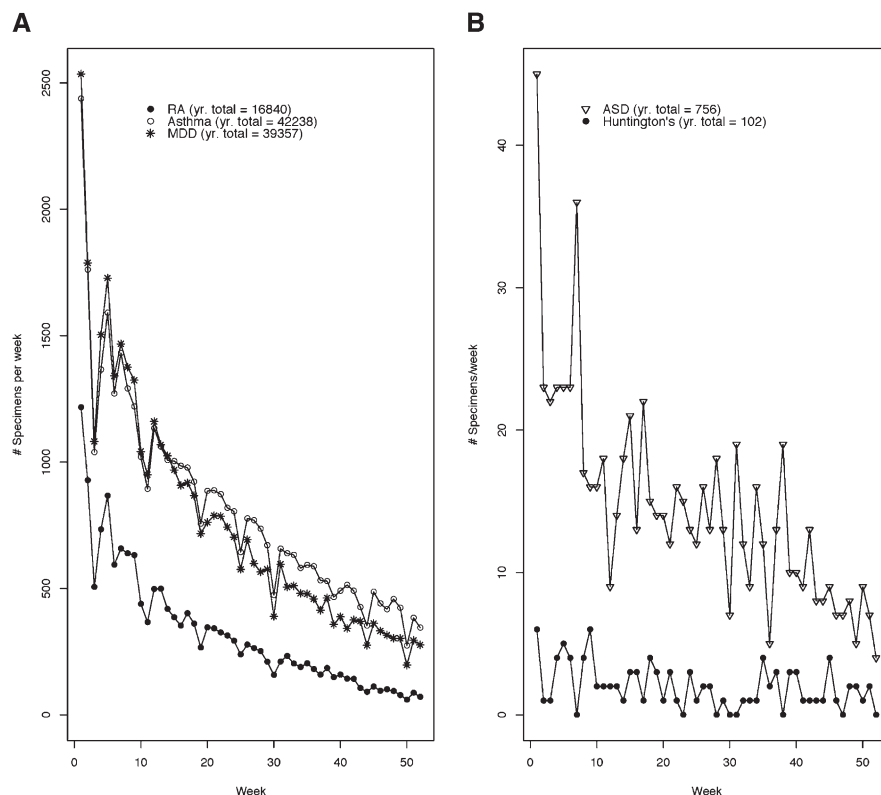 A
RA (yr. total = 16840)
Asthma (yr. total = 42238)
MDD (yr. total = 39357)
# Specimens per week
2500
2000
1500
1000
500
0
0 10 20 30 40 50
Week
B
ASD (yr. total = 756)
Huntington's (yr. total = 102)
# Specimens/week
40
30
20
10
0
0 10 20 30 40 50
Week